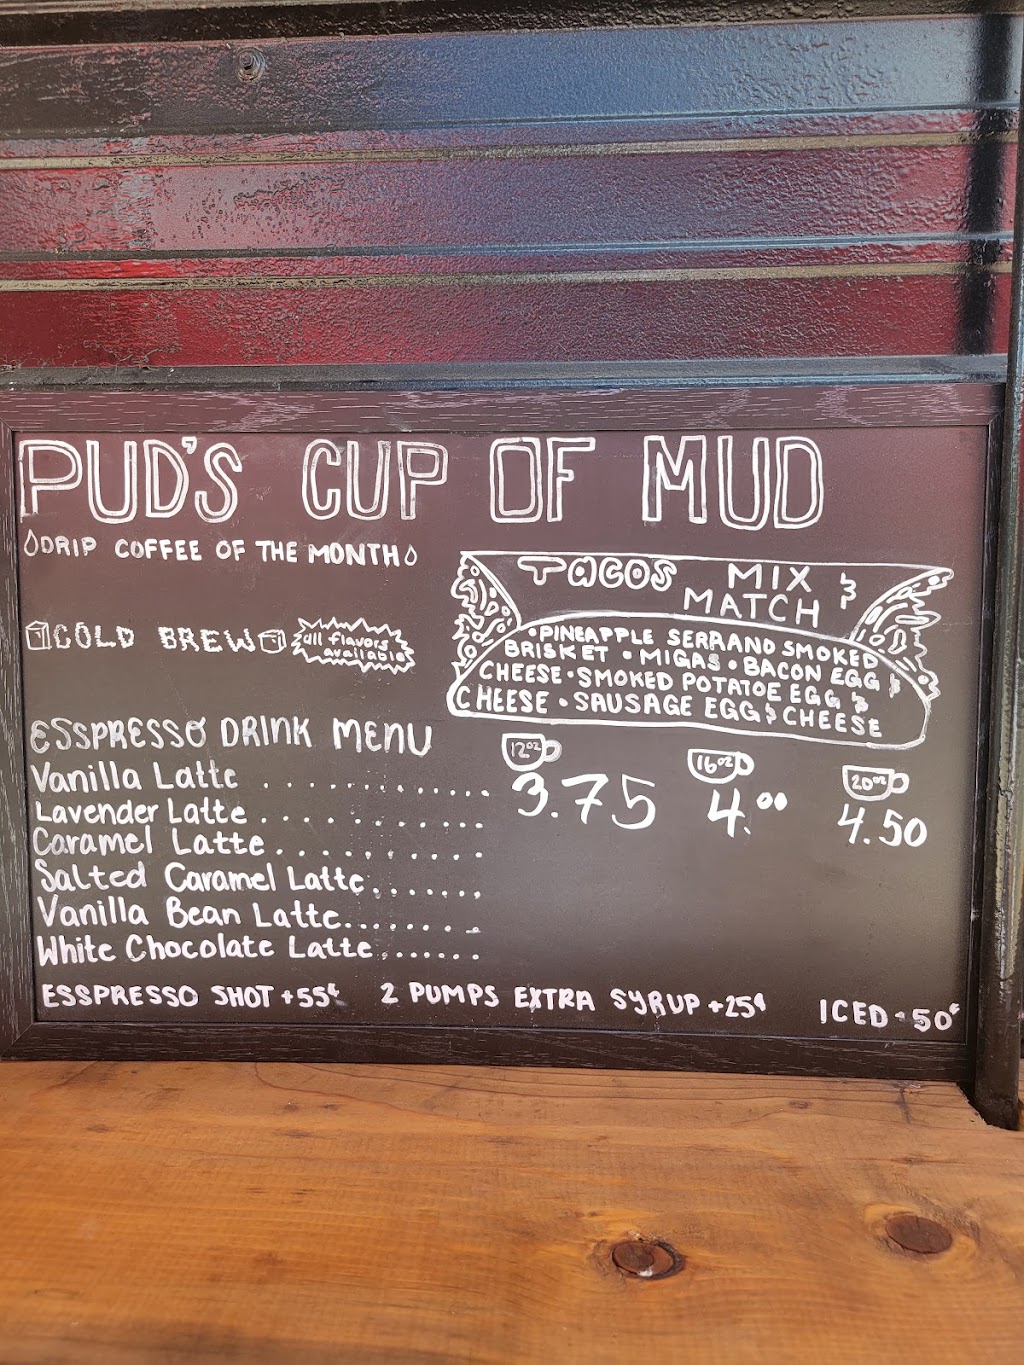 PUD'S CUP OF MUD
DRIP COFFEE OF THE MONTH
COLD BREW
all flavors
available
TACOS MIX &
MATCH
• PINEAPPLE SERRANO SMOKED
BRISKET • MIGAS • BACON EGG &
CHEESE • SMOKED POTATOE EGG &
CHEESE • SAUSAGE EGG & CHEESE
ESSPRESSO DRINK MENU
12oz 16oz 20oz
Vanilla Latte ............ 3.75 4.00 4.50
Lavender Latte ...........
Caramel Latte ..........
Salted Caramel Latte .......
Vanilla Bean Latte ........
White Chocolate Latte ......
ESSPRESSO SHOT +55¢ 2 PUMPS EXTRA SYRUP +25¢ ICED •50¢